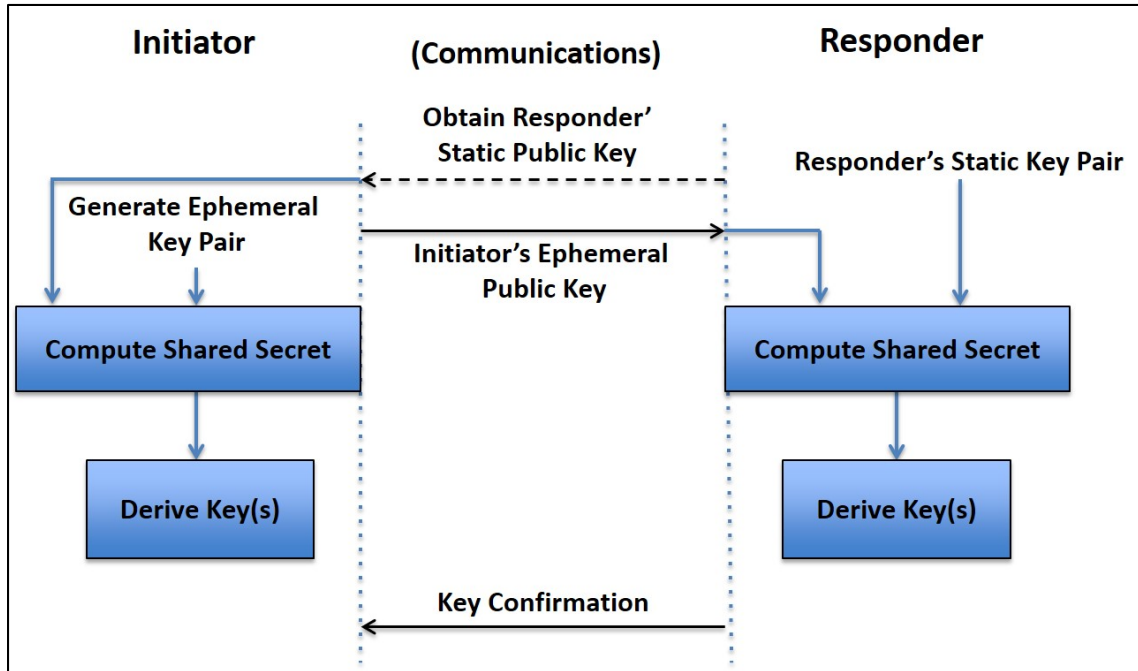 Initiator
(Communications)
Responder
Obtain Responder’
Static Public Key
Responder’s Static Key Pair
Generate Ephemeral
Key Pair
Initiator’s Ephemeral
Public Key
Compute Shared Secret
Compute Shared Secret
Derive Key(s)
Derive Key(s)
Key Confirmation